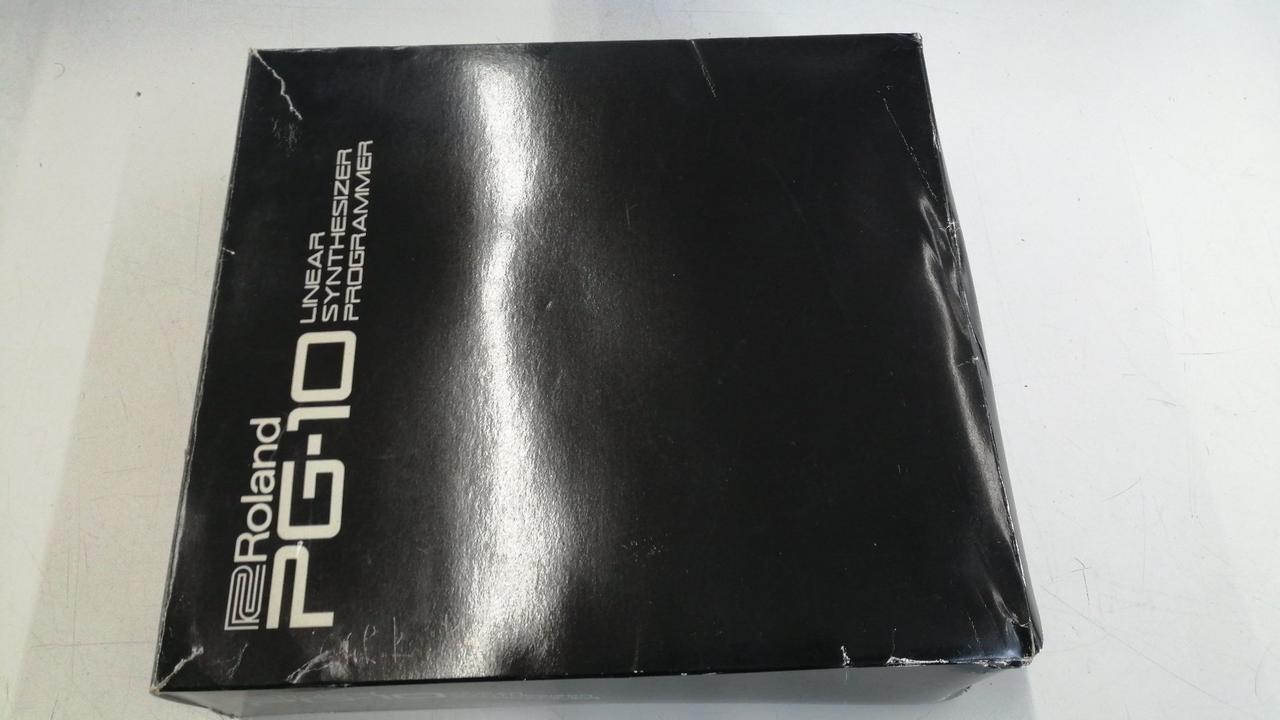 Roland
PG-10
LINEAR
SYNTHESIZER
PROGRAMMER